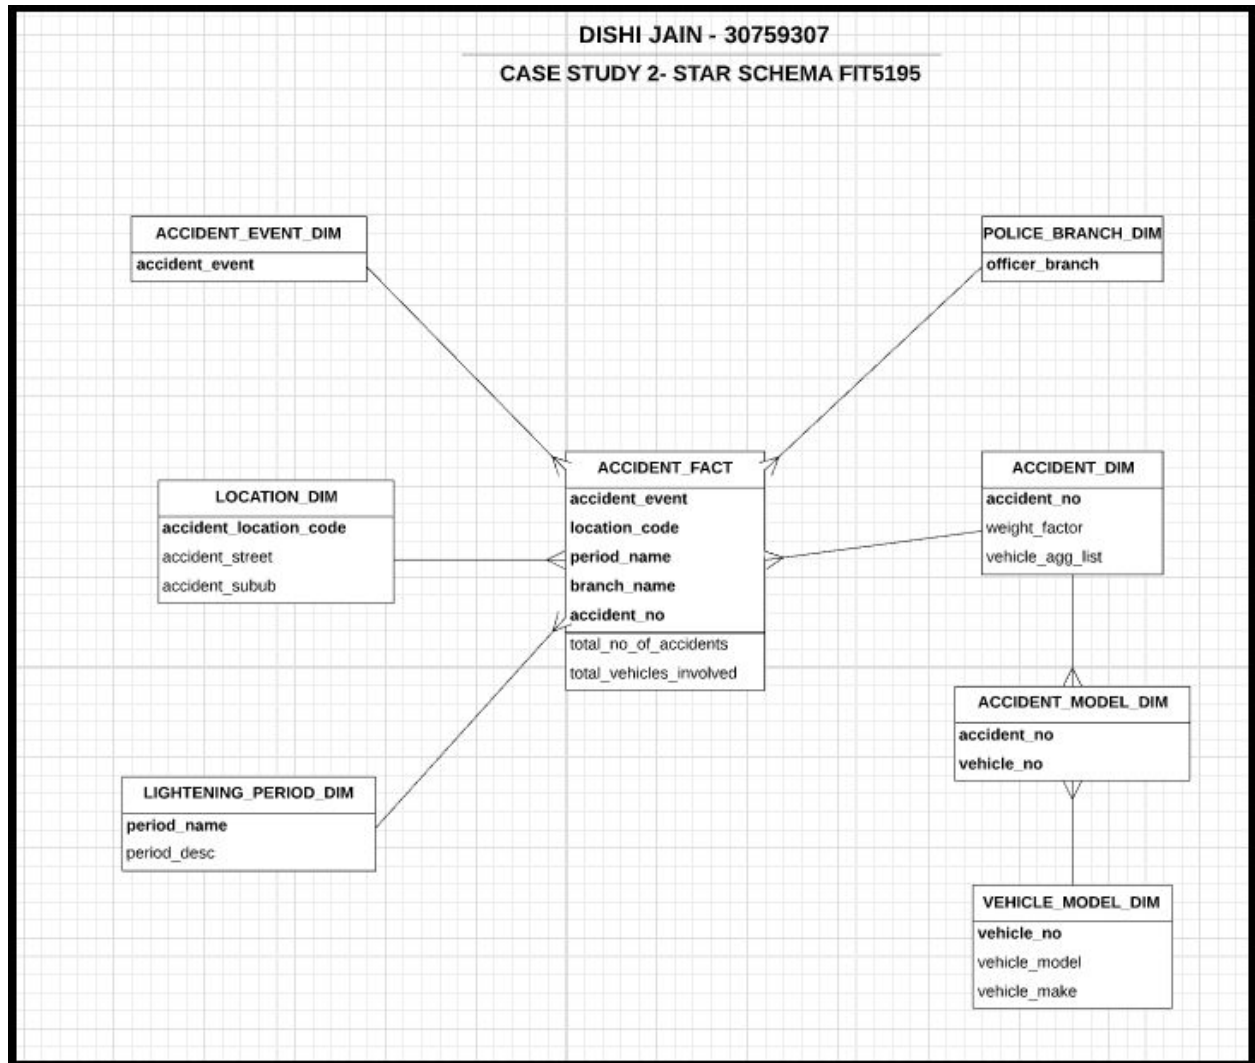 DISHI JAIN - 30759307
CASE STUDY 2- STAR SCHEMA FIT5195
ACCIDENT_EVENT_DIM
accident_event
POLICE_BRANCH_DIM
officer_branch
LOCATION_DIM
accident_location_code
accident_street
accident_subub
ACCIDENT_FACT
accident_event
location_code
period_name
branch_name
accident_no
total_no_of_accidents
total_vehicles_involved
ACCIDENT_DIM
accident_no
weight_factor
vehicle_agg_list
ACCIDENT_MODEL_DIM
accident_no
vehicle_no
LIGHTENING_PERIOD_DIM
period_name
period_desc
VEHICLE_MODEL_DIM
vehicle_no
vehicle_model
vehicle_make